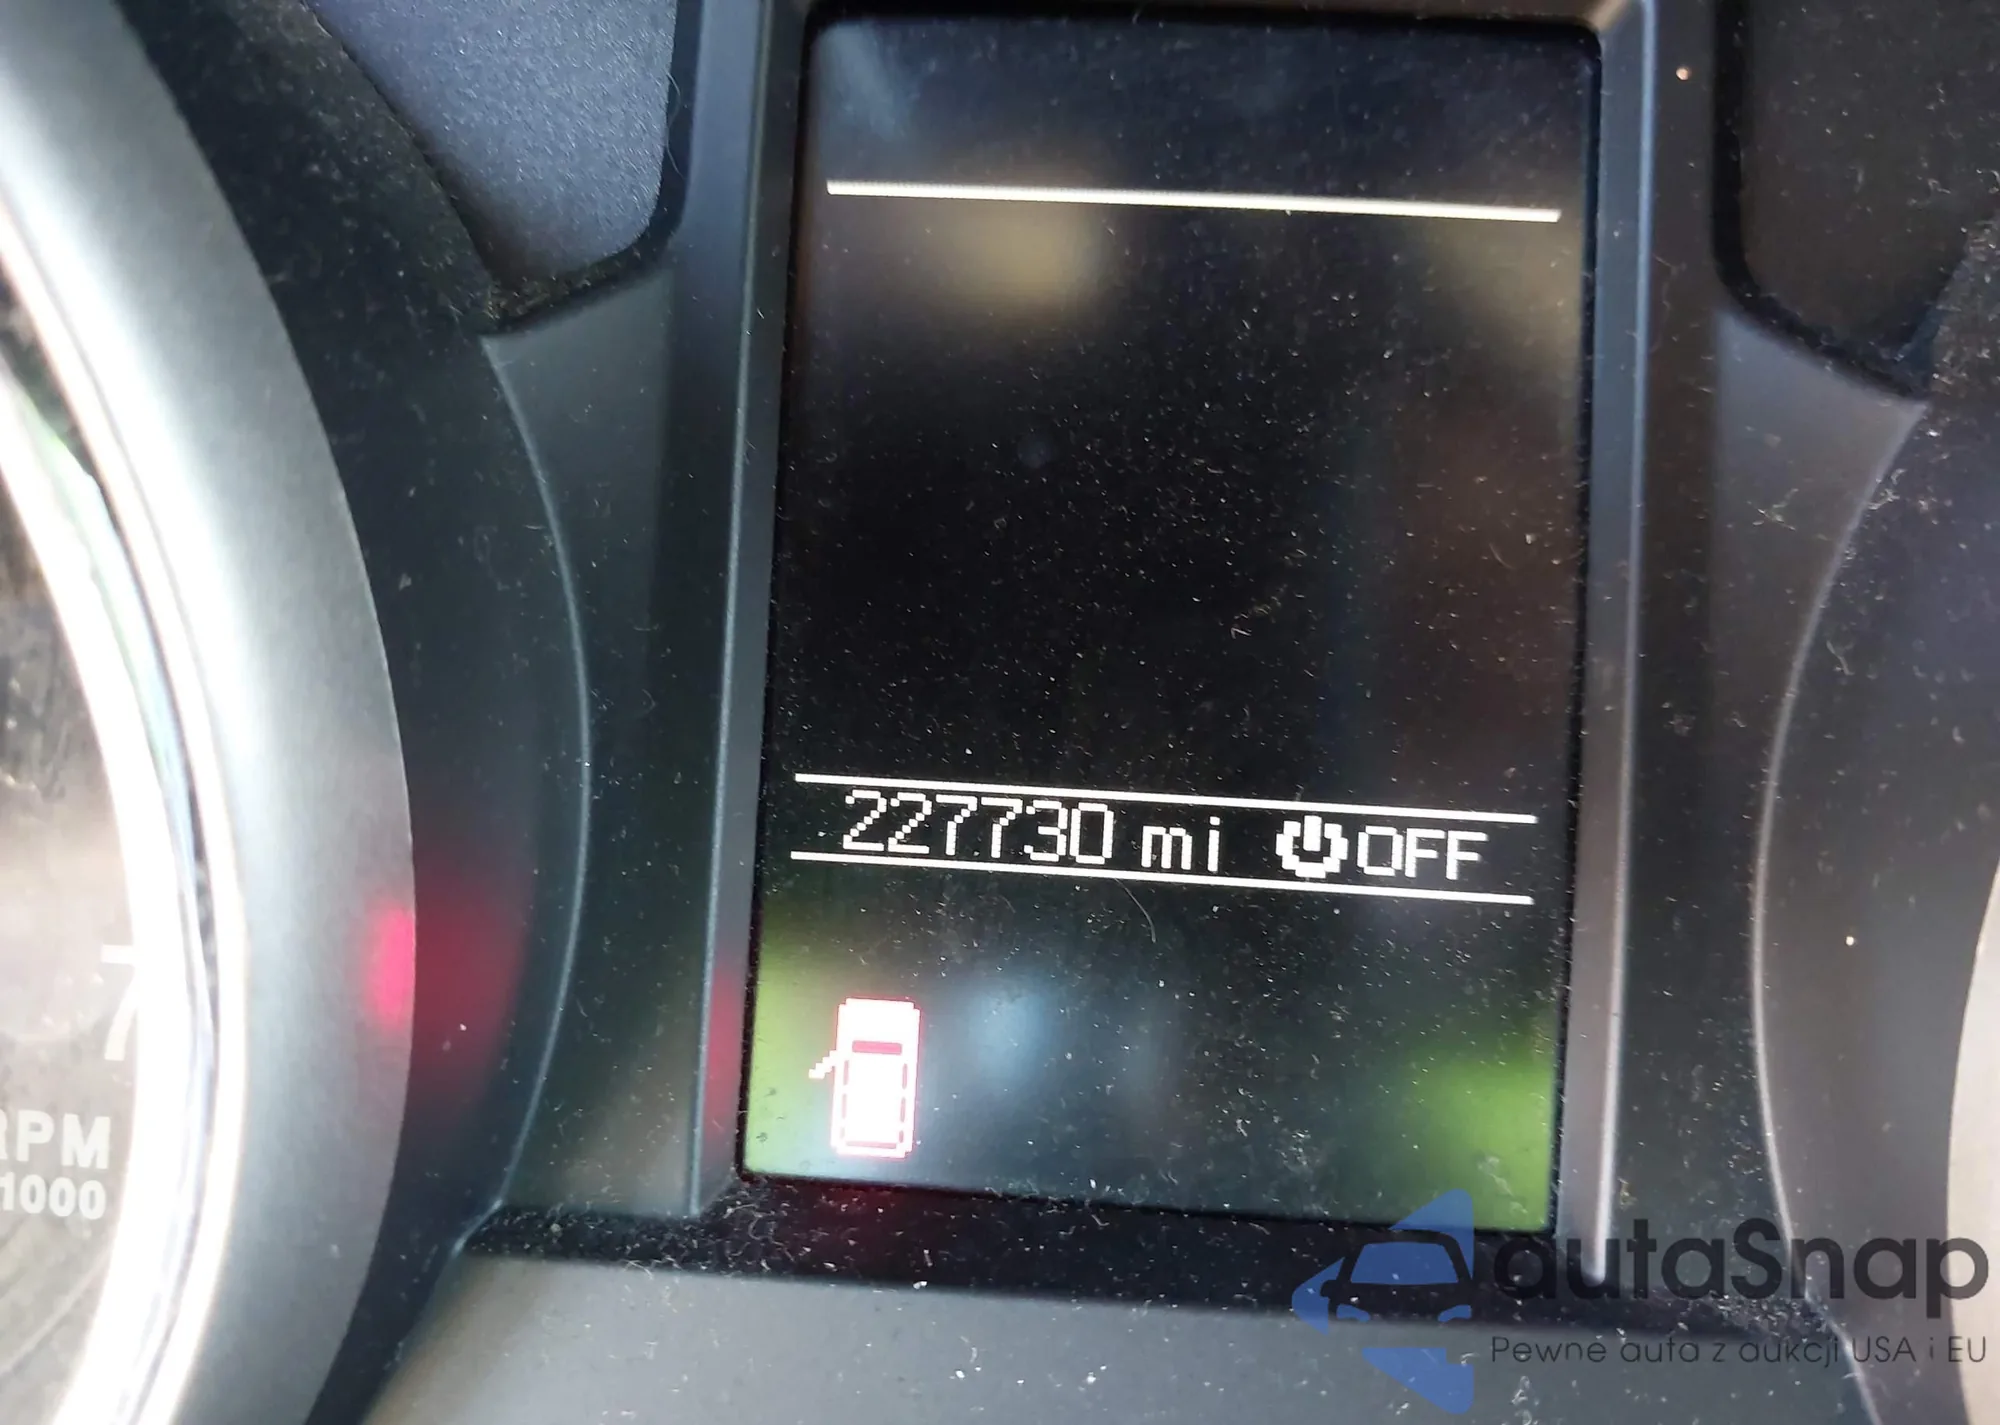 227730 mi OFF
7
RPM
1000
autaSnap
Pewne auta z aukcji USA i EU